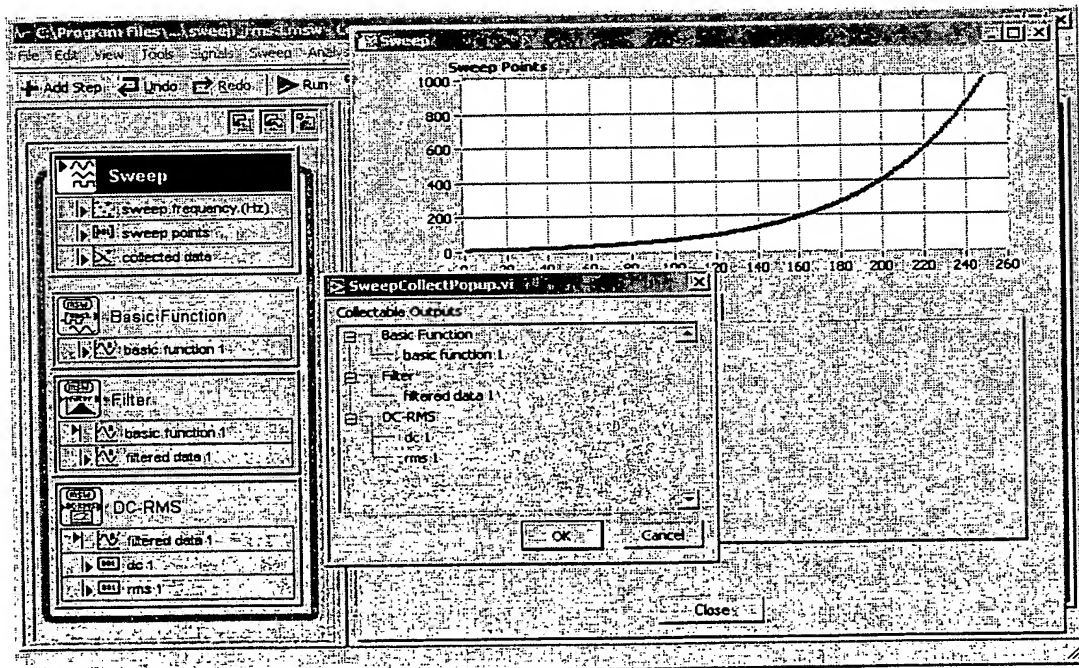 C:\Program Files\...\sweep_rms_1.msw -
File Edit View Tools Signals Sweep
Add Step Undo Redo Run
Sweep
sweep frequency (Hz)
sweep points
collected data
Basic Function
basic function 1
Filter
basic function 1
filtered data 1
DC-RMS
filtered data 1
dc 1
rms 1
Sweep
Sweep Points
1000
800
600
400
200
0
120 140 160 180 200 220 240 260
SweepCollectPopup.vi
Collectable Outputs
Basic Function
basic function 1
Filter
filtered data 1
DC-RMS
dc 1
rms 1
OK Cancel
Close